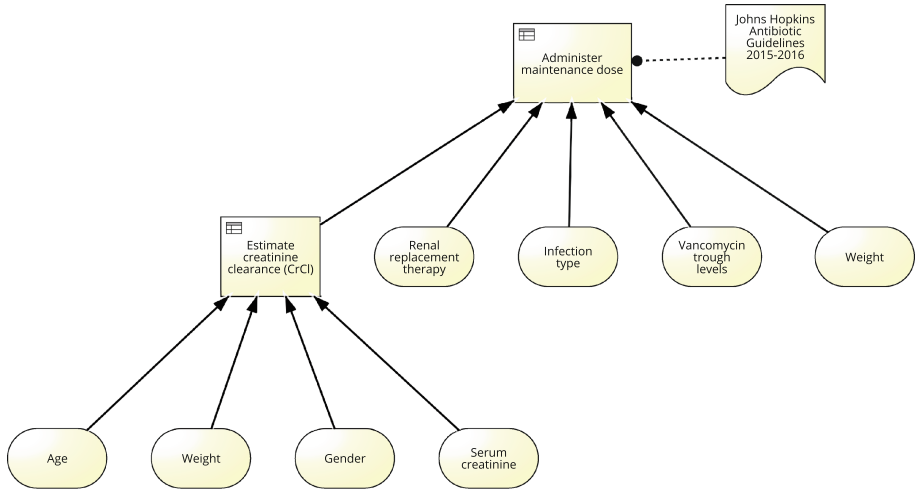 Johns Hopkins
Antibiotic
Guidelines
2015-2016
Administer
maintenance dose
Estimate
creatinine
clearance (CrCl)
Renal
replacement
therapy
Infection
type
Vancomycin
trough
levels
Weight
Age
Weight
Gender
Serum
creatinine